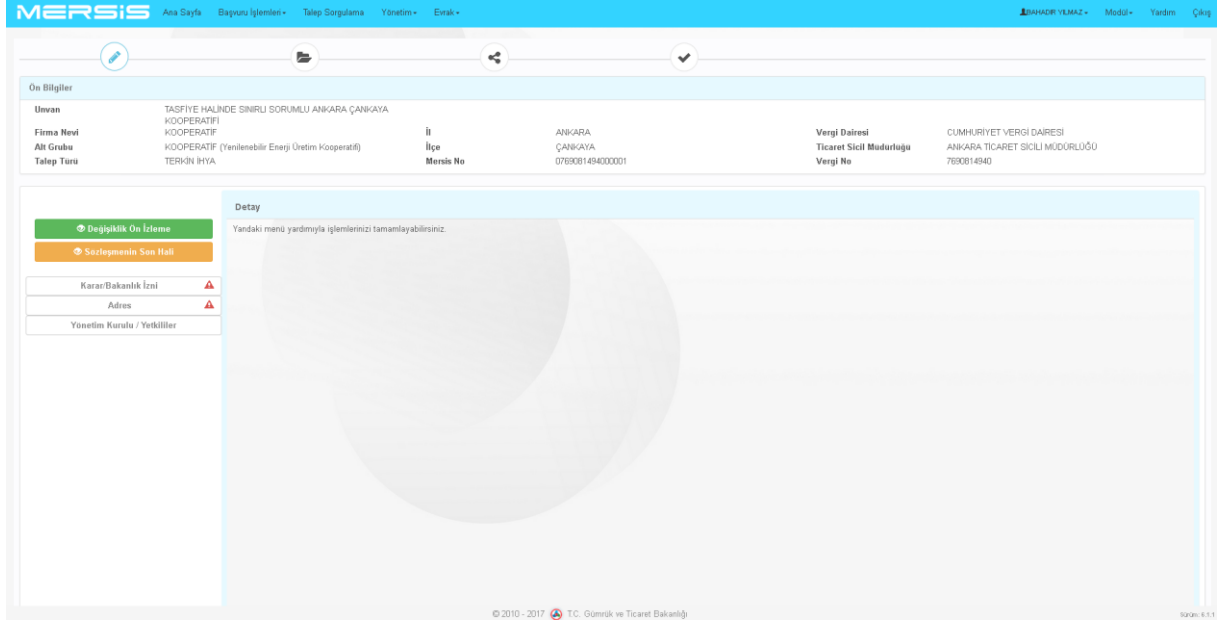 MERSİS Ana Sayfa Başvuru İşlemleri Talep Sorgulama Yönetim Evrak BAHADIR YILMAZ Modül Yardım Çıkış
Ön Bilgiler
Unvan TASFİYE HALİNDE SINIRLI SORUMLU ANKARA ÇANKAYA
KOOPERATİFİ
Firma Nevi KOOPERATİF İl ANKARA Vergi Dairesi CUMHURİYET VERGİ DAİRESİ
Alt Grubu KOOPERATİF (Yenilenebilir Enerji Üretim Kooperatifi) İlçe ÇANKAYA Ticaret Sicil Müdürlüğü ANKARA TİCARET SİCİLİ MÜDÜRLÜĞÜ
Talep Türü TERKİN İHYA Mersis No 0769081494000001 Vergi No 7690814940
Detay
Değişiklik Ön İzleme
Yandaki menü yardımıyla işlemlerinizi tamamlayabilirsiniz.
Sözleşmenin Son Hali
Karar/Bakanlık İzni
Adres
Yönetim Kurulu / Yetkililer
© 2010 - 2017 T.C. Gümrük ve Ticaret Bakanlığı
Sürüm: 6.1.1